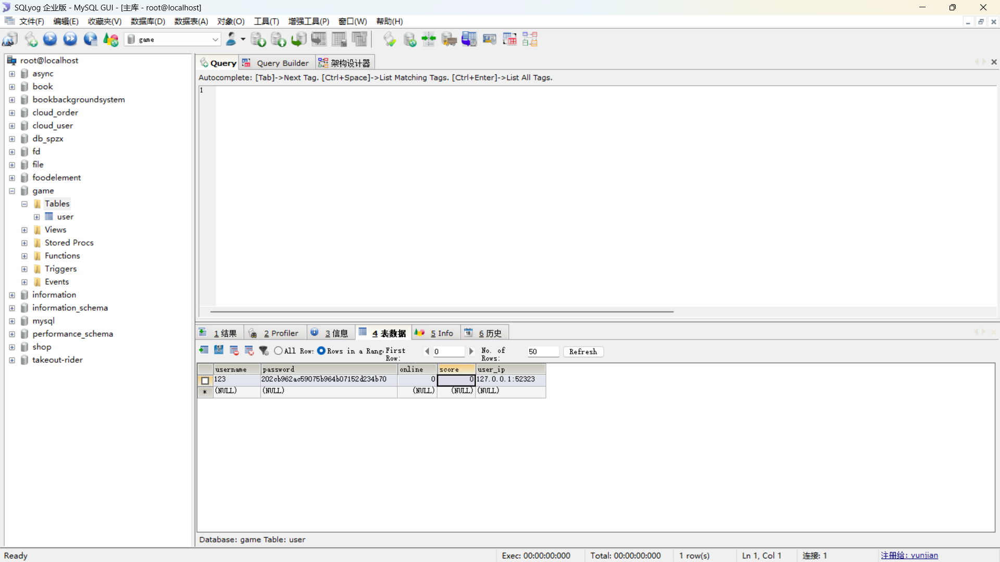 SQLyog 企业版 - MySQL GUI - [主库 - root@localhost]
文件(F) 编辑(E) 收藏夹(V) 数据库(D) 数据表(A) 对象(O) 工具(T) 增强工具(P) 窗口(W) 帮助(H)
game
root@localhost
async
book
bookbackgroundsystem
cloud_order
cloud_user
db_spzx
fd
file
foodelement
game
Tables
user
Views
Stored Procs
Functions
Triggers
Events
information
information_schema
mysql
performance_schema
shop
takeout-rider
Query Query Builder 架构设计器
Autocomplete: [Tab]->Next Tag. [Ctrl+Space]->List Matching Tags. [Ctrl+Enter]->List All Tags.
1
1 结果 2 Profiler 3 信息 4 表数据 5 Info 6 历史
All Row: Rows in a Rang First Row: 0 No. of Rows: 50 Refresh
username password online score user_ip
123 202cb962ac59075b964b07152d234b70 0 0 127.0.0.1:52323
* (NULL) (NULL) (NULL) (NULL) (NULL)
Database: game Table: user
Ready Exec: 00:00:00:000 Total: 00:00:00:000 1 row(s) Ln 1, Col 1 连接: 1 注册给: yunjian